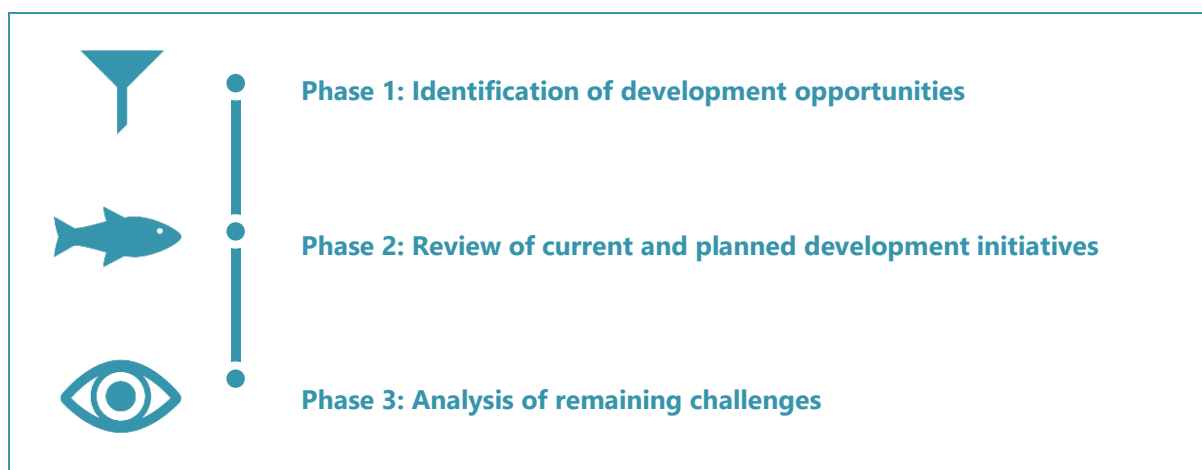 Phase 1: Identification of development opportunities
Phase 2: Review of current and planned development initiatives
Phase 3: Analysis of remaining challenges